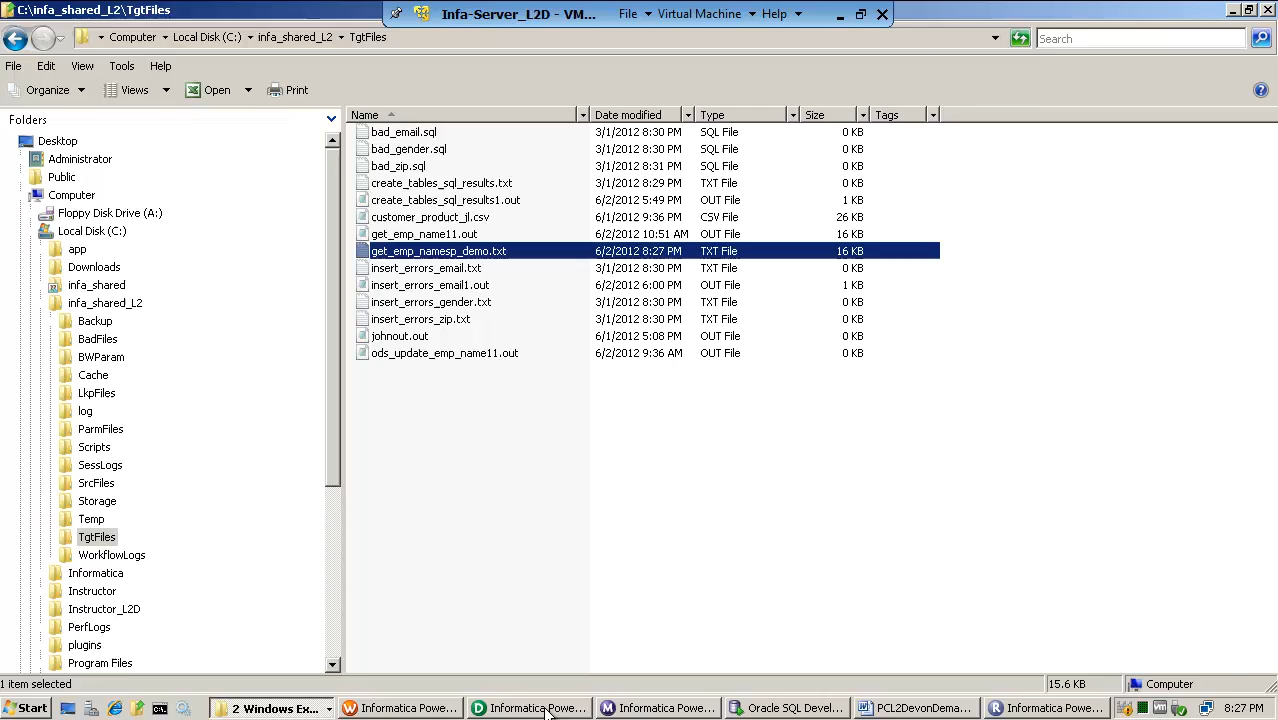 C:\infa_shared_L2\TgtFiles
Infa-Server_L2D - VM... File Virtual Machine Help
Computer Local Disk (C:) infa_shared_L2 TgtFiles Search
File Edit View Tools Help
Organize Views Open Print
Folders
Desktop
Administrator
Public
Computer
Floppy Disk Drive (A:)
Local Disk (C:)
app
Downloads
infa_shared
infa_shared_L2
Backup
BadFiles
BWParam
Cache
LkpFiles
log
ParmFiles
Scripts
SessLogs
SrcFiles
Storage
Temp
TgtFiles
WorkflowLogs
Informatica
Instructor
Instructor_L2D
PerfLogs
plugins
Program Files
Name Date modified Type Size Tags
bad_email.sql 3/1/2012 8:30 PM SQL File 0 KB
bad_gender.sql 3/1/2012 8:30 PM SQL File 0 KB
bad_zip.sql 3/1/2012 8:31 PM SQL File 0 KB
create_tables_sql_results.txt 3/1/2012 8:29 PM TXT File 0 KB
create_tables_sql_results1.out 6/2/2012 5:49 PM OUT File 1 KB
customer_product_jl.csv 6/1/2012 9:36 PM CSV File 26 KB
get_emp_name11.out 6/2/2012 10:51 AM OUT File 16 KB
get_emp_namesp_demo.txt 6/2/2012 8:27 PM TXT File 16 KB
insert_errors_email.txt 3/1/2012 8:30 PM TXT File 0 KB
insert_errors_email1.out 6/2/2012 6:00 PM OUT File 1 KB
insert_errors_gender.txt 3/1/2012 8:30 PM TXT File 0 KB
insert_errors_zip.txt 3/1/2012 8:30 PM TXT File 0 KB
johnout.out 6/1/2012 5:08 PM OUT File 0 KB
ods_update_emp_name11.out 6/2/2012 9:36 AM OUT File 0 KB
1 item selected 15.6 KB Computer
Start 2 Windows Ex... W Informatica Powe... D Informatica Powe... M Informatica Powe... Oracle SQL Devel... PCL2DevonDema... R Informatica Powe... 8:27 PM